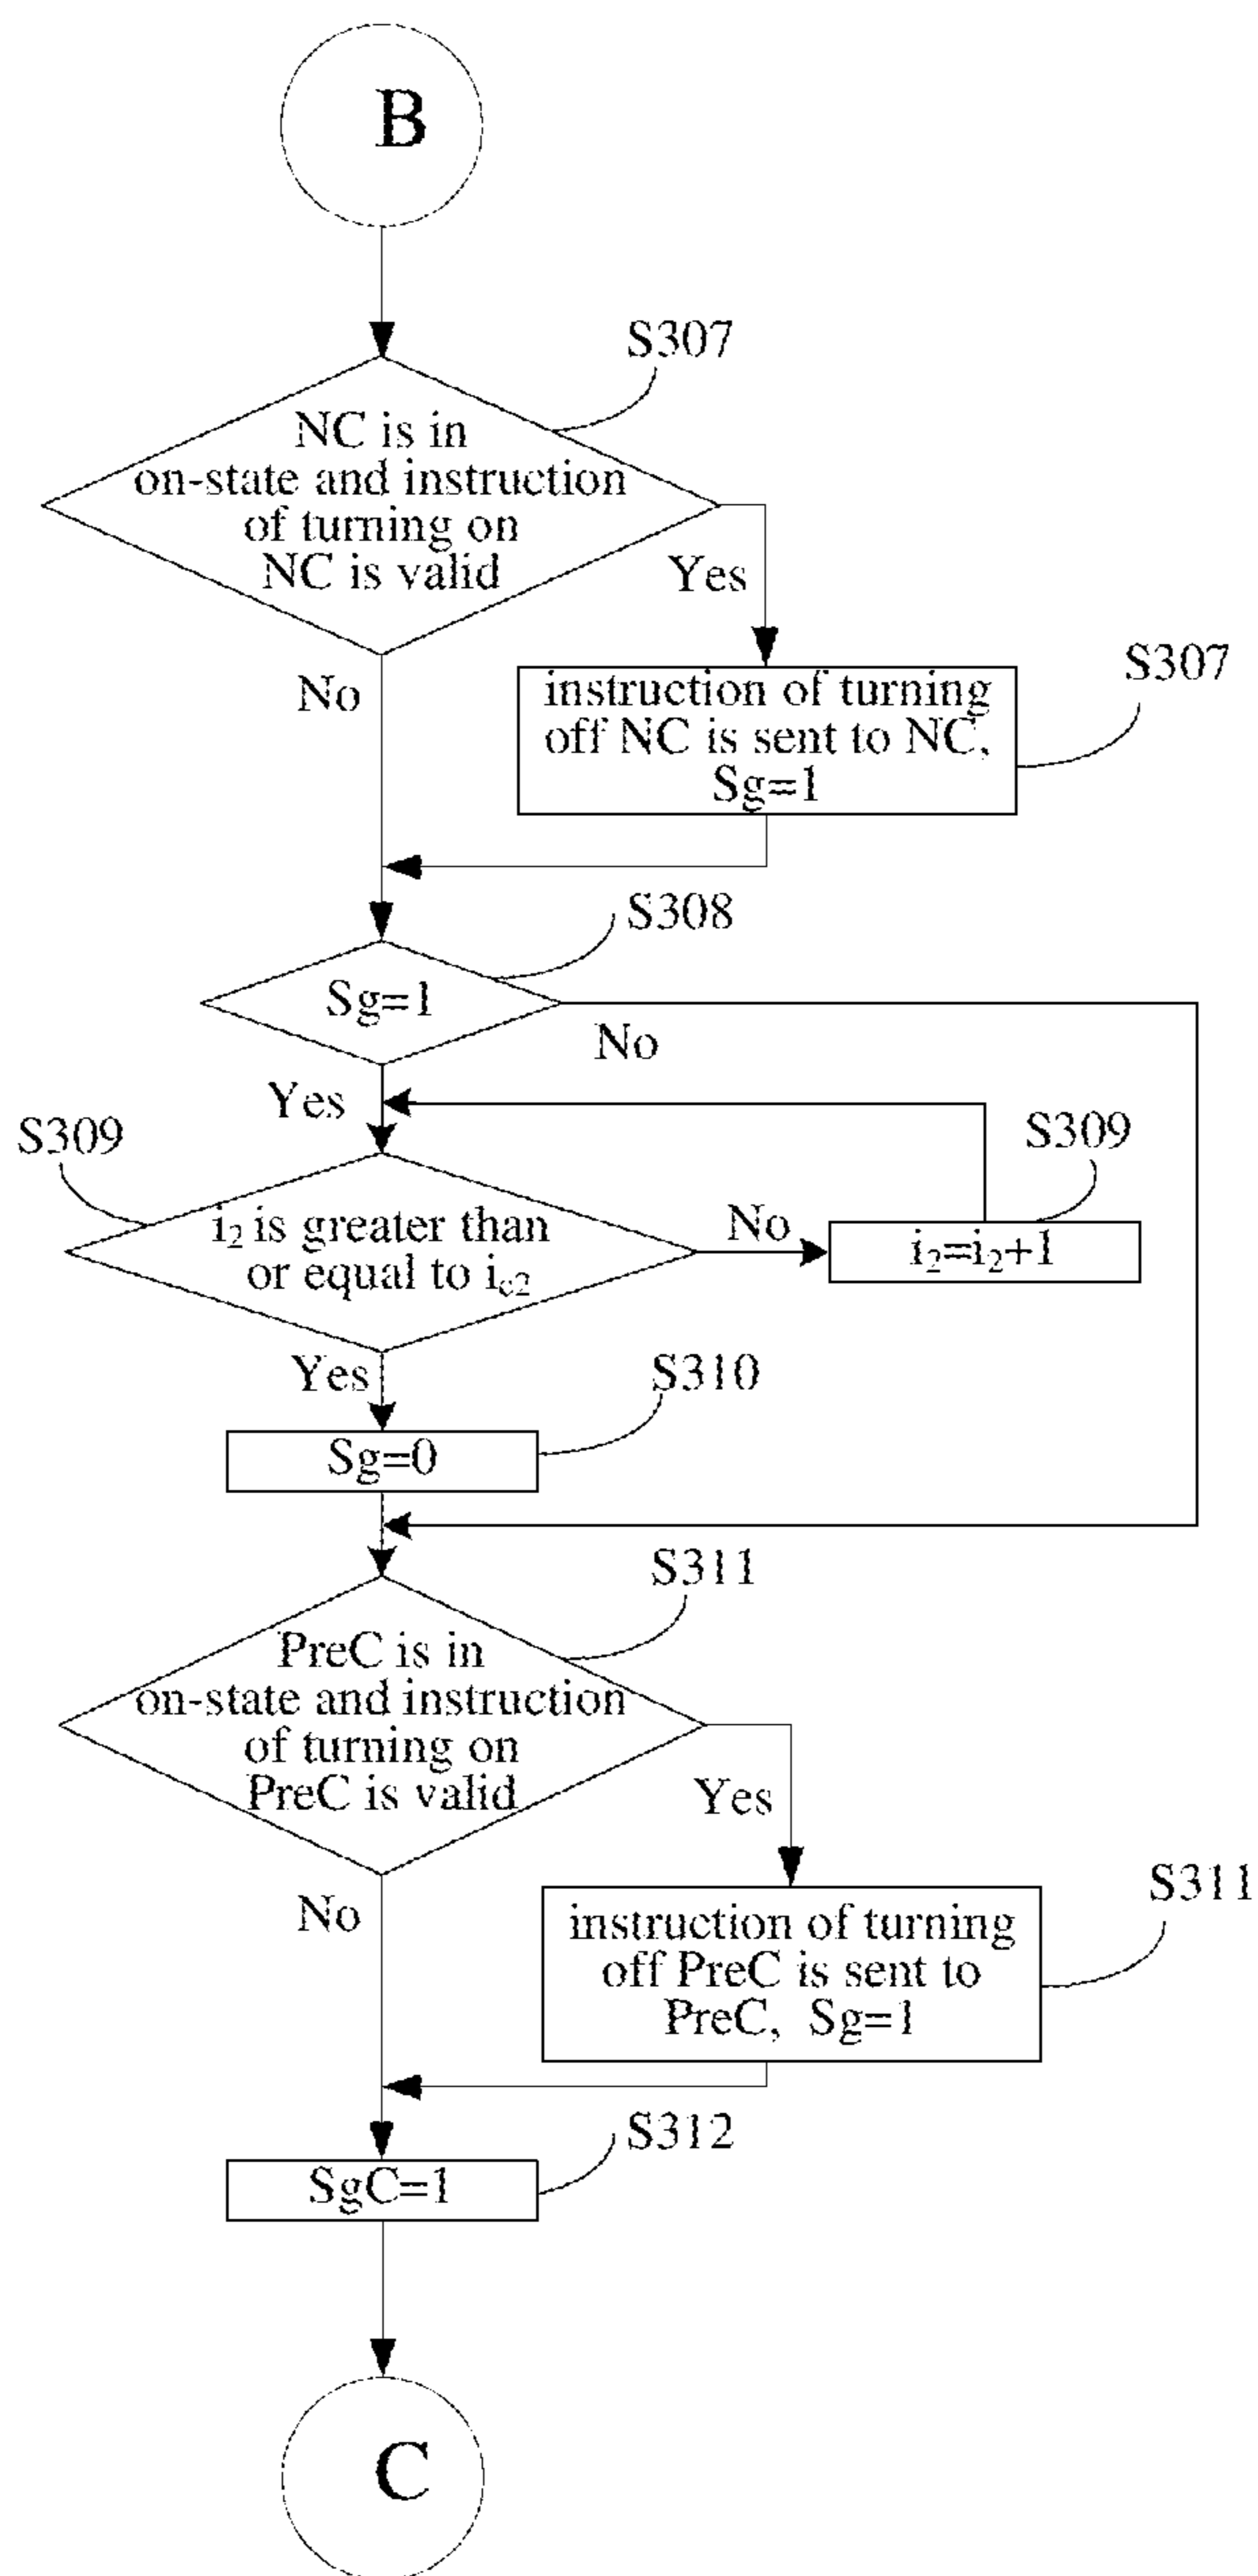 B
S307
NC is in
on-state and instruction
of turning on
NC is valid
Yes
No
S307
instruction of turning
off NC is sent to NC,
Sg=1
S308
Sg=1
No
Yes
S309
S309
i₂ is greater than
or equal to i_c2
No
i₂=i₂+1
Yes
S310
Sg=0
S311
PreC is in
on-state and instruction
of turning on
PreC is valid
Yes
No
S311
instruction of turning
off PreC is sent to
PreC, Sg=1
S312
SgC=1
C